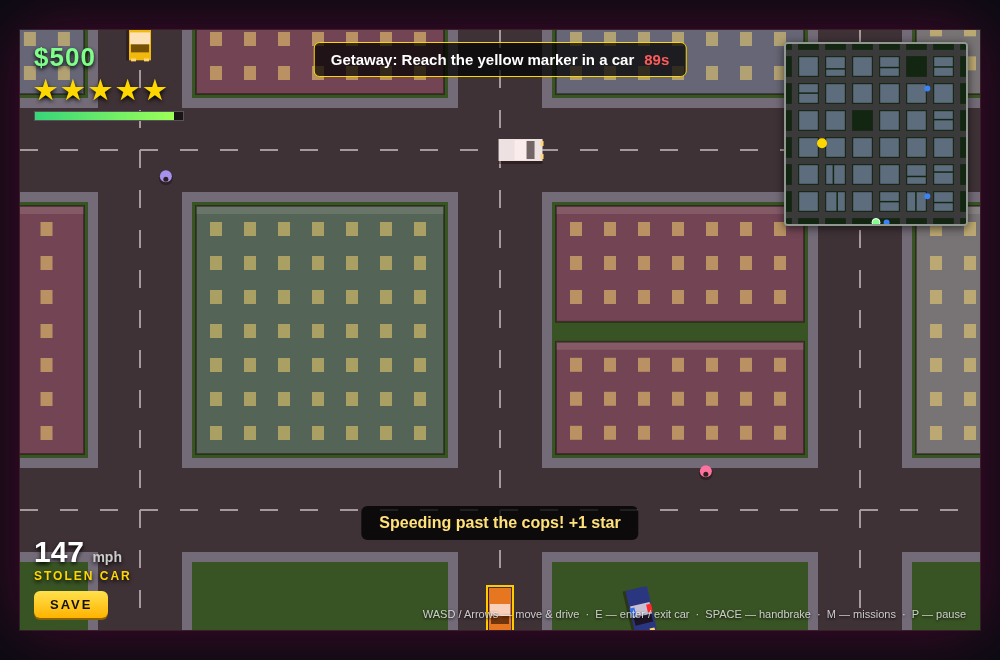 $500
Getaway: Reach the yellow marker in a car 89s
★★★★★
Speeding past the cops! +1 star
147 mph
STOLEN CAR
SAVE
WASD / Arrows — move & drive · E — enter / exit car · SPACE — handbrake · M — missions · P — pause